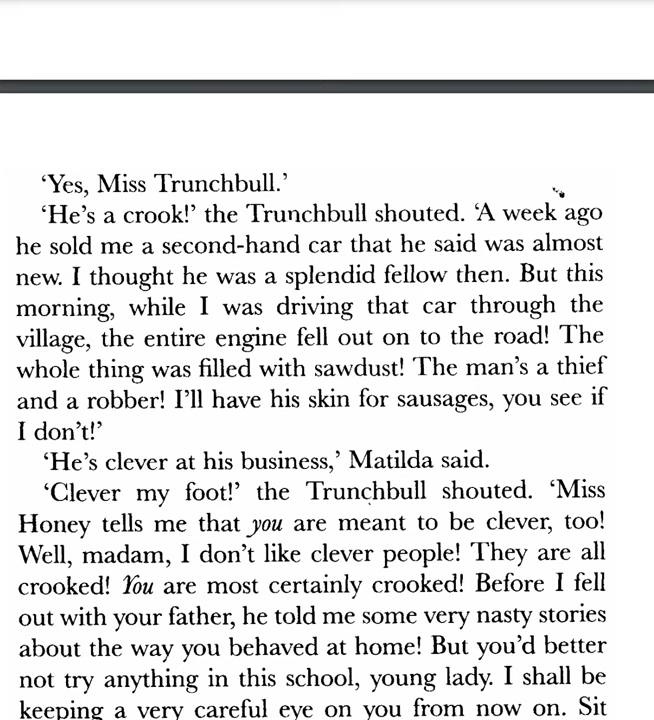 ‘Yes, Miss Trunchbull.’
‘He’s a crook!’ the Trunchbull shouted. ‘A week ago
he sold me a second-hand car that he said was almost
new. I thought he was a splendid fellow then. But this
morning, while I was driving that car through the
village, the entire engine fell out on to the road! The
whole thing was filled with sawdust! The man’s a thief
and a robber! I’ll have his skin for sausages, you see if
I don’t!’
‘He’s clever at his business,’ Matilda said.
‘Clever my foot!’ the Trunchbull shouted. ‘Miss
Honey tells me that you are meant to be clever, too!
Well, madam, I don’t like clever people! They are all
crooked! You are most certainly crooked! Before I fell
out with your father, he told me some very nasty stories
about the way you behaved at home! But you’d better
not try anything in this school, young lady. I shall be
keeping a very careful eye on you from now on. Sit